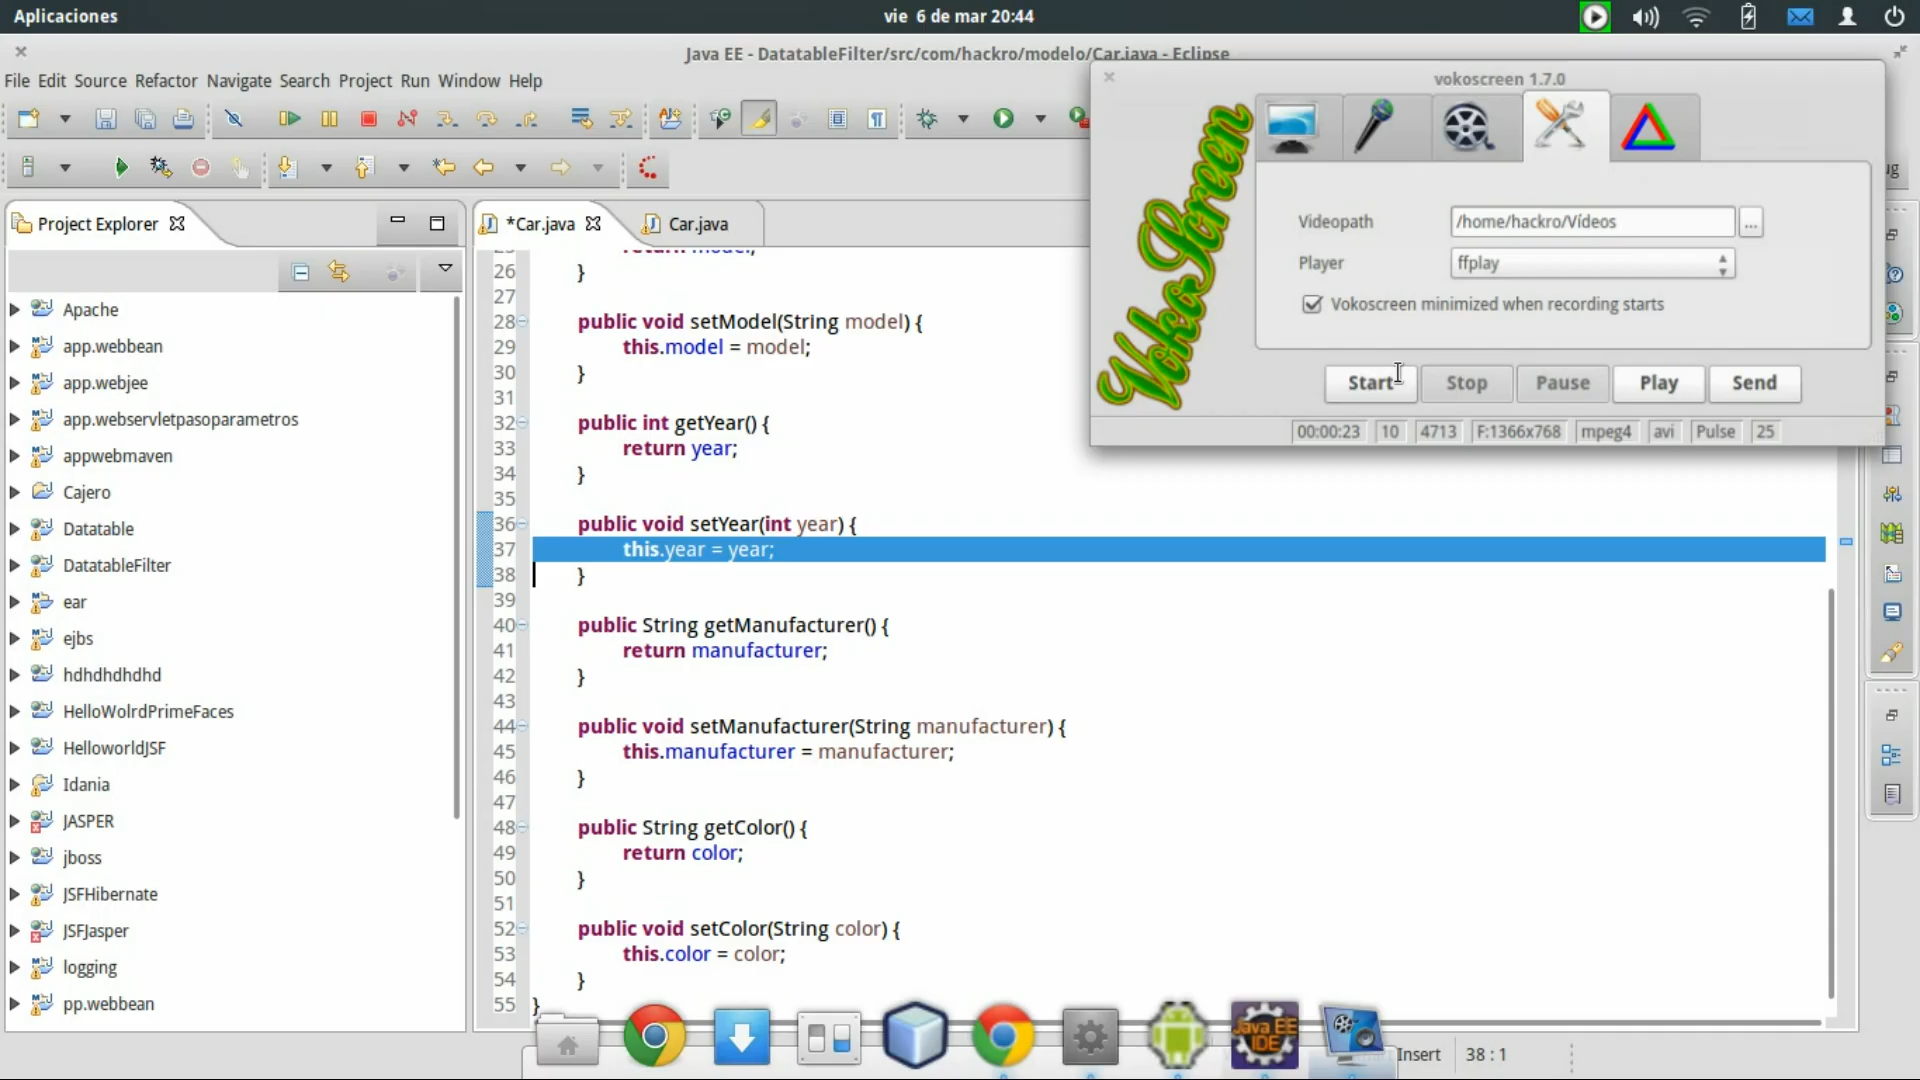 Aplicaciones
vie 6 de mar 20:44
Java EE - DatatableFilter/src/com/hackro/modelo/Car.java - Eclipse
File Edit Source Refactor Navigate Search Project Run Window Help
vokoscreen 1.7.0
VokoScreen
Videopath
/home/hackro/Vídeos
...
Player
ffplay
Vokoscreen minimized when recording starts
Start Stop Pause Play Send
00:00:23 10 4713 F:1366x768 mpeg4 avi Pulse 25
Project Explorer
Apache
app.webbean
app.webjee
app.webservletpasoparametros
appwebmaven
Cajero
Datatable
DatatableFilter
ear
ejbs
hdhdhdhdhd
HelloWolrdPrimeFaces
HelloworldJSF
Idania
JASPER
jboss
JSFHibernate
JSFJasper
logging
pp.webbean
*Car.java
Car.java
25 return model;
26 }
27
28 public void setModel(String model) {
29 this.model = model;
30 }
31
32 public int getYear() {
33 return year;
34 }
35
36 public void setYear(int year) {
37 this.year = year;
38 }
39
40 public String getManufacturer() {
41 return manufacturer;
42 }
43
44 public void setManufacturer(String manufacturer) {
45 this.manufacturer = manufacturer;
46 }
47
48 public String getColor() {
49 return color;
50 }
51
52 public void setColor(String color) {
53 this.color = color;
54 }
55 }
Java EE
IDE
Insert
38 : 1